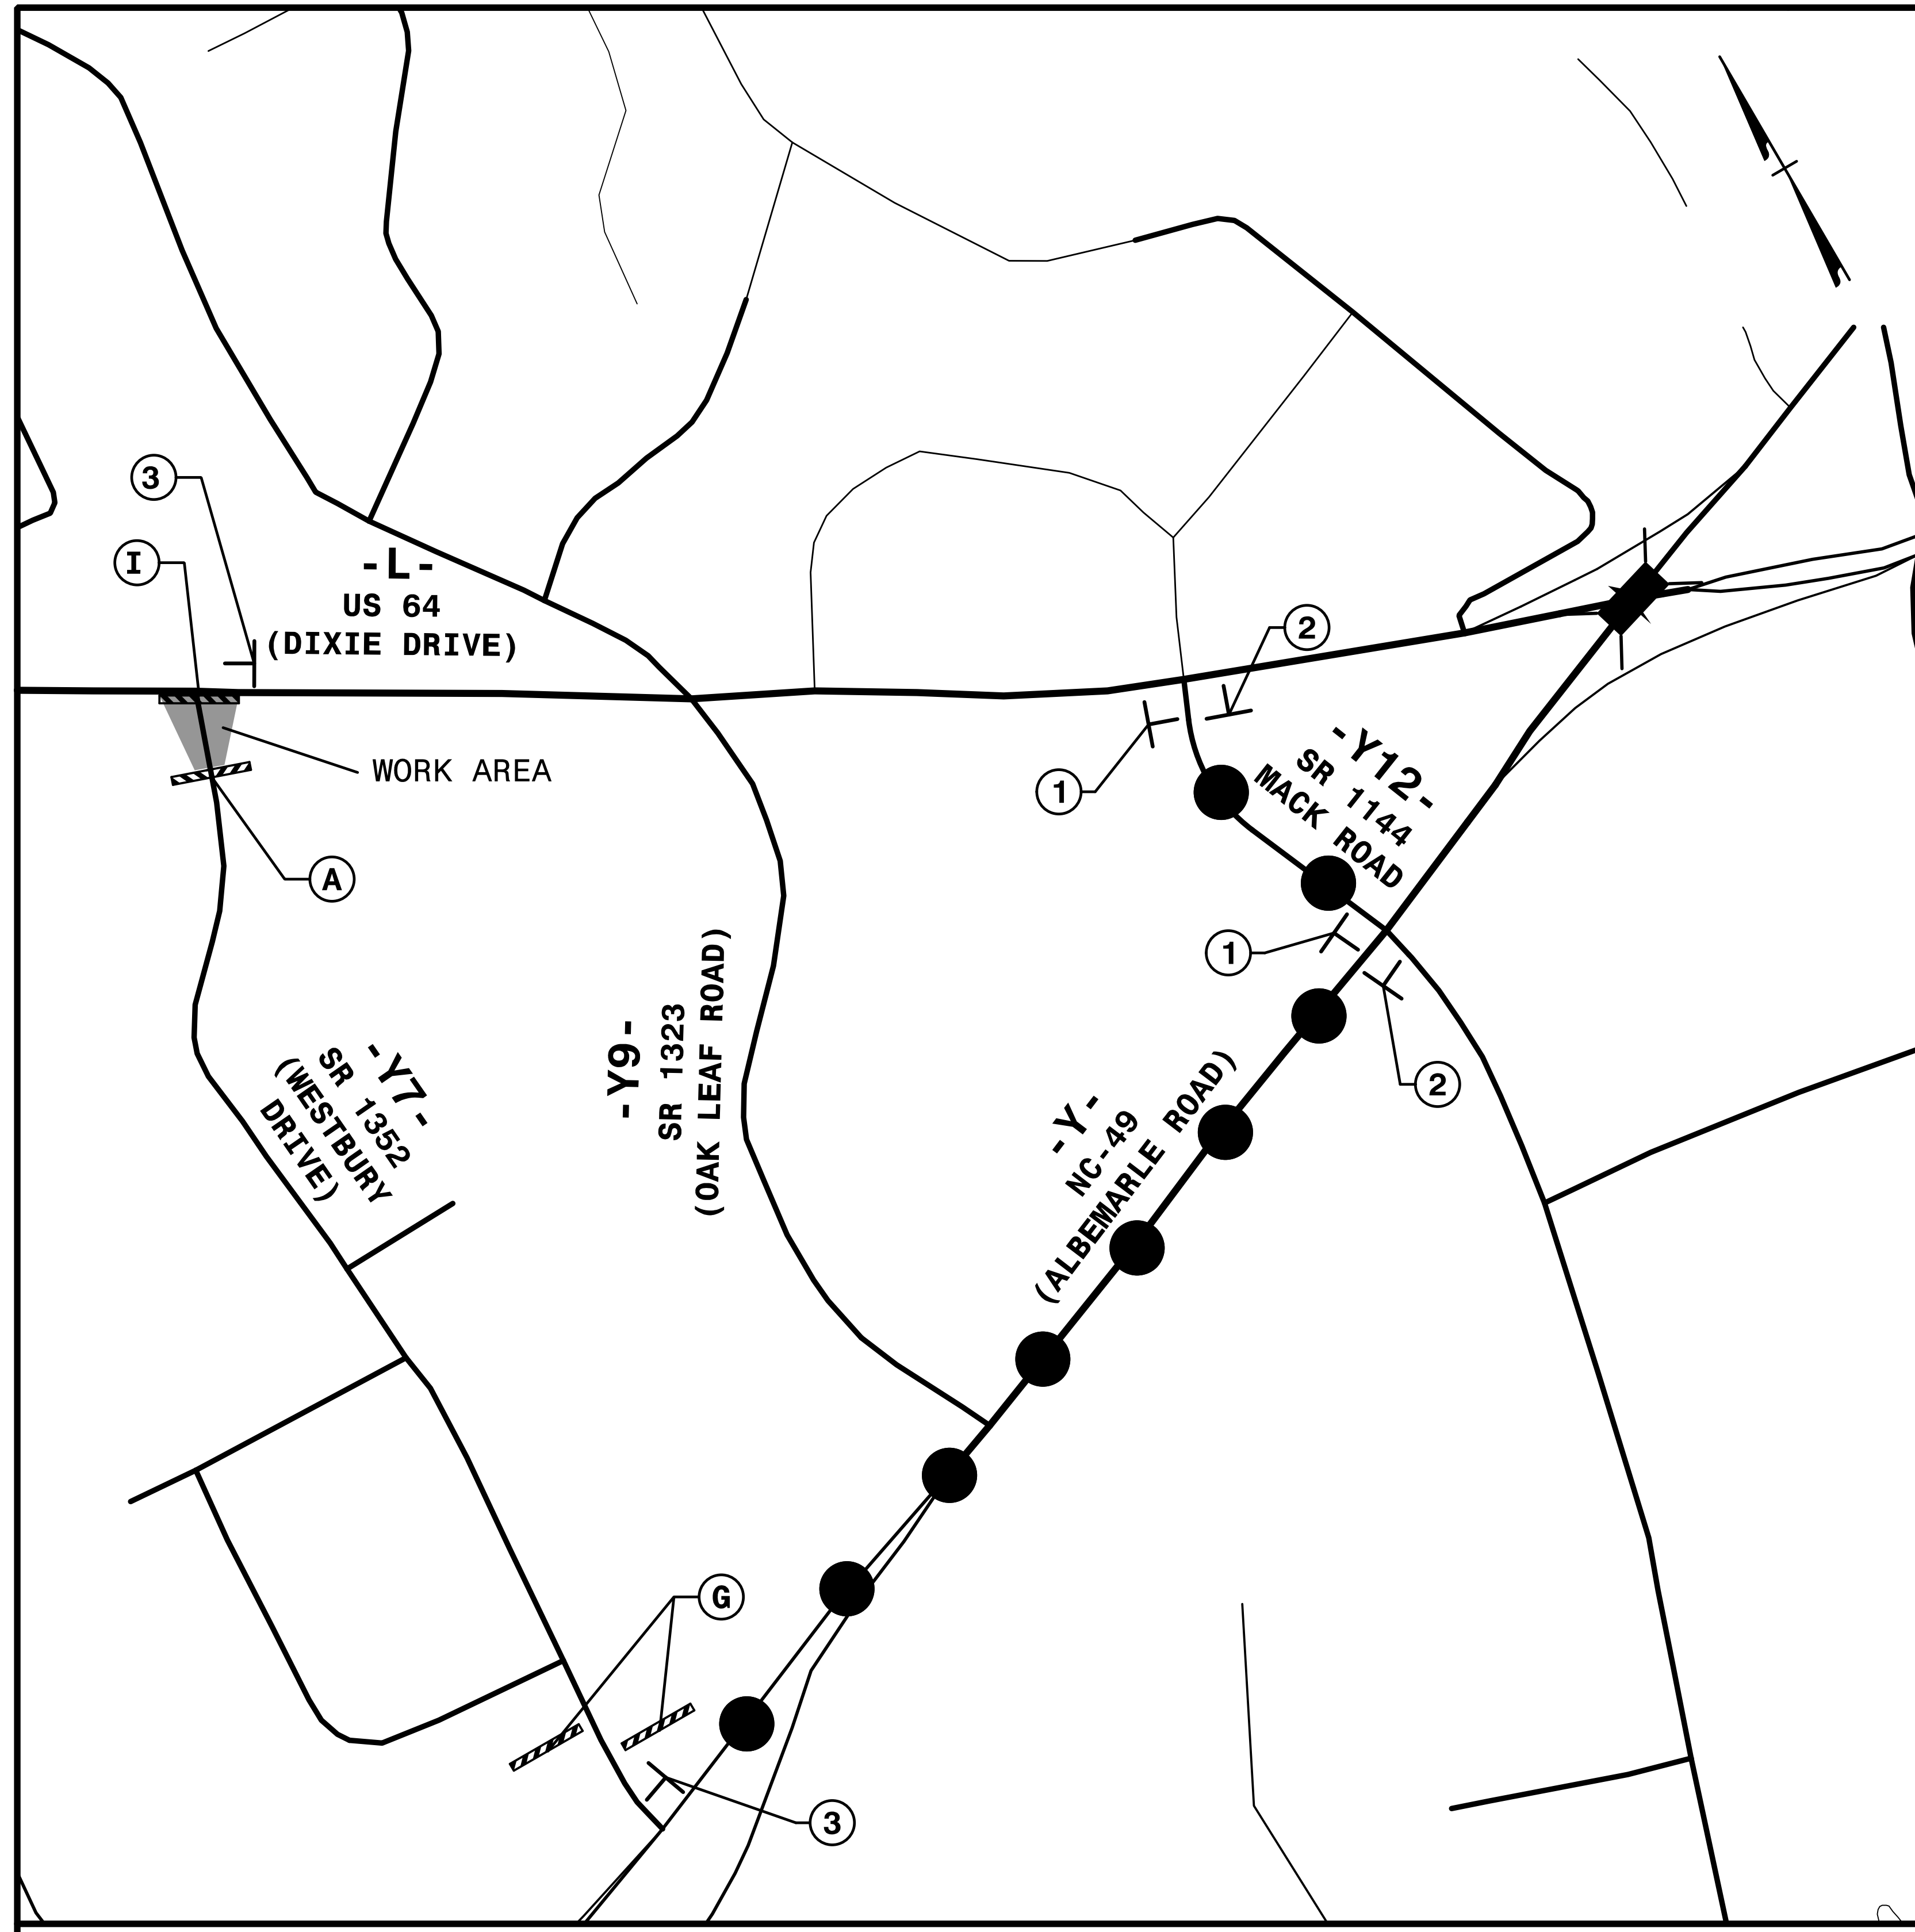 3
I
-L-
US 64
(DIXIE DRIVE)
WORK AREA
A
2
1
-Y12-
SR 1144
MACK ROAD
1
2
-Y7-
SR 1352
(WESTBURY
DRIVE)
-Y9-
SR 1323
(OAK LEAF ROAD)
-Y-
NC-49
(ALBEMARLE ROAD)
G
3